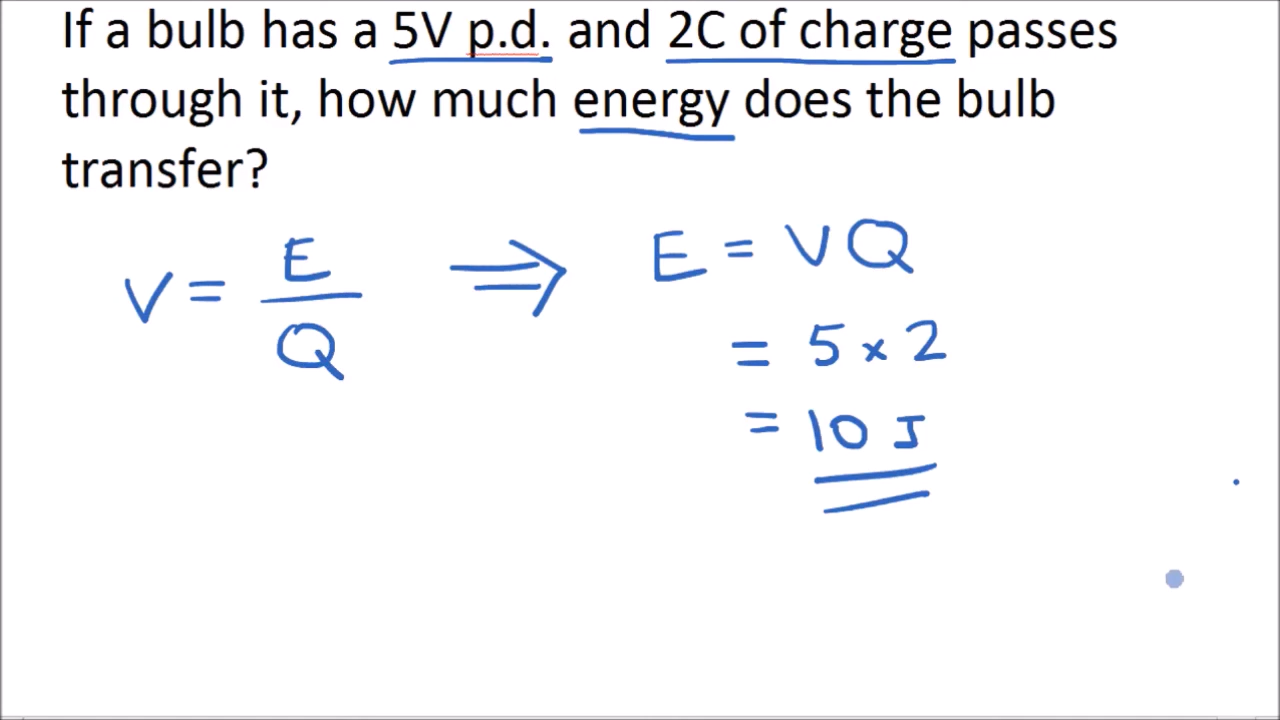 If a bulb has a 5V p.d. and 2C of charge passes
through it, how much energy does the bulb
transfer?
V = E/Q ⇒ E = VQ
= 5 × 2
= 10 J